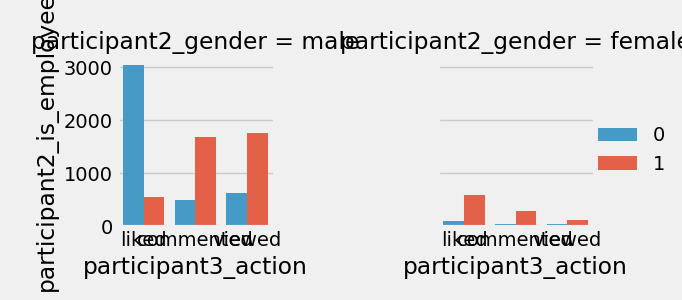 participant2_gender = male
participant2_gender = female
participant2_is_employee
3000
2000
1000
0
liked
commented
viewed
participant3_action
liked
commented
viewed
participant3_action
0
1